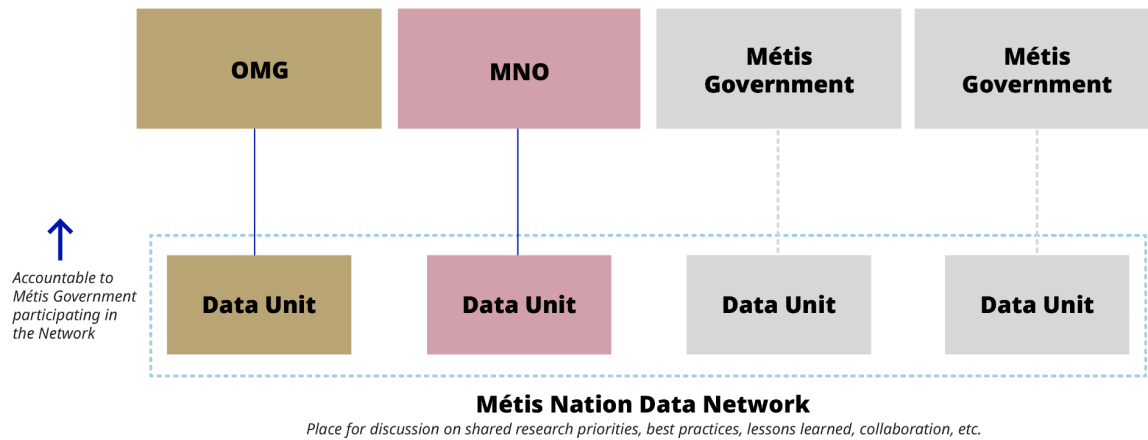 OMG
MNO
Métis
Government
Métis
Government
Accountable to
Métis Government
participating in
the Network
Data Unit
Data Unit
Data Unit
Data Unit
Métis Nation Data Network
Place for discussion on shared research priorities, best practices, lessons learned, collaboration, etc.